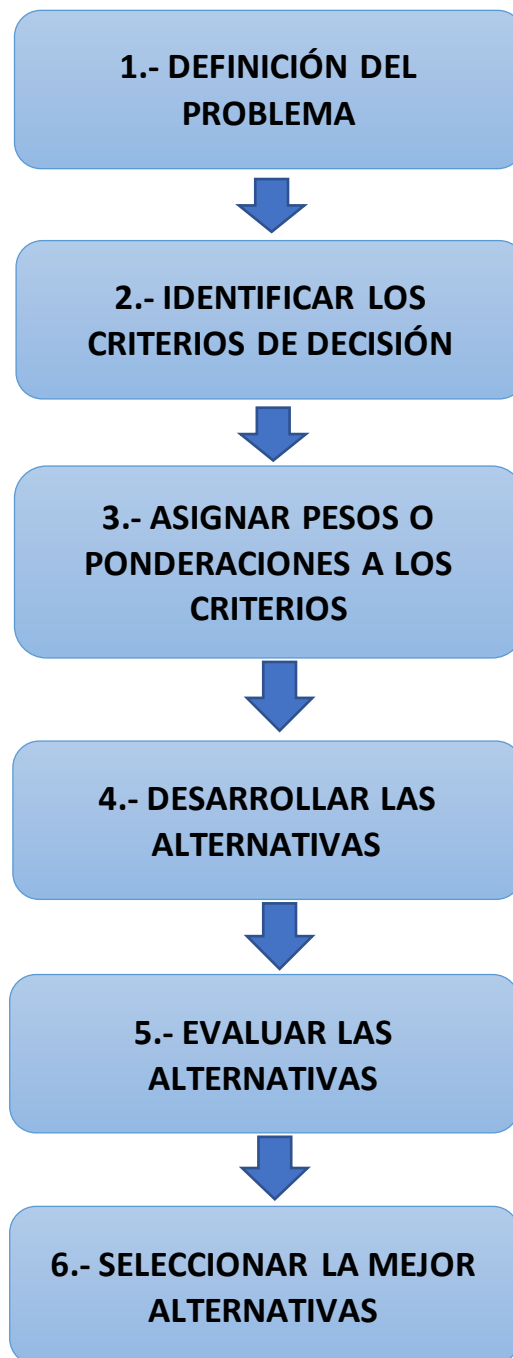 1.- DEFINICIÓN DEL
PROBLEMA
2.- IDENTIFICAR LOS
CRITERIOS DE DECISIÓN
3.- ASIGNAR PESOS O
PONDERACIONES A LOS
CRITERIOS
4.- DESARROLLAR LAS
ALTERNATIVAS
5.- EVALUAR LAS
ALTERNATIVAS
6.- SELECCIONAR LA MEJOR
ALTERNATIVAS